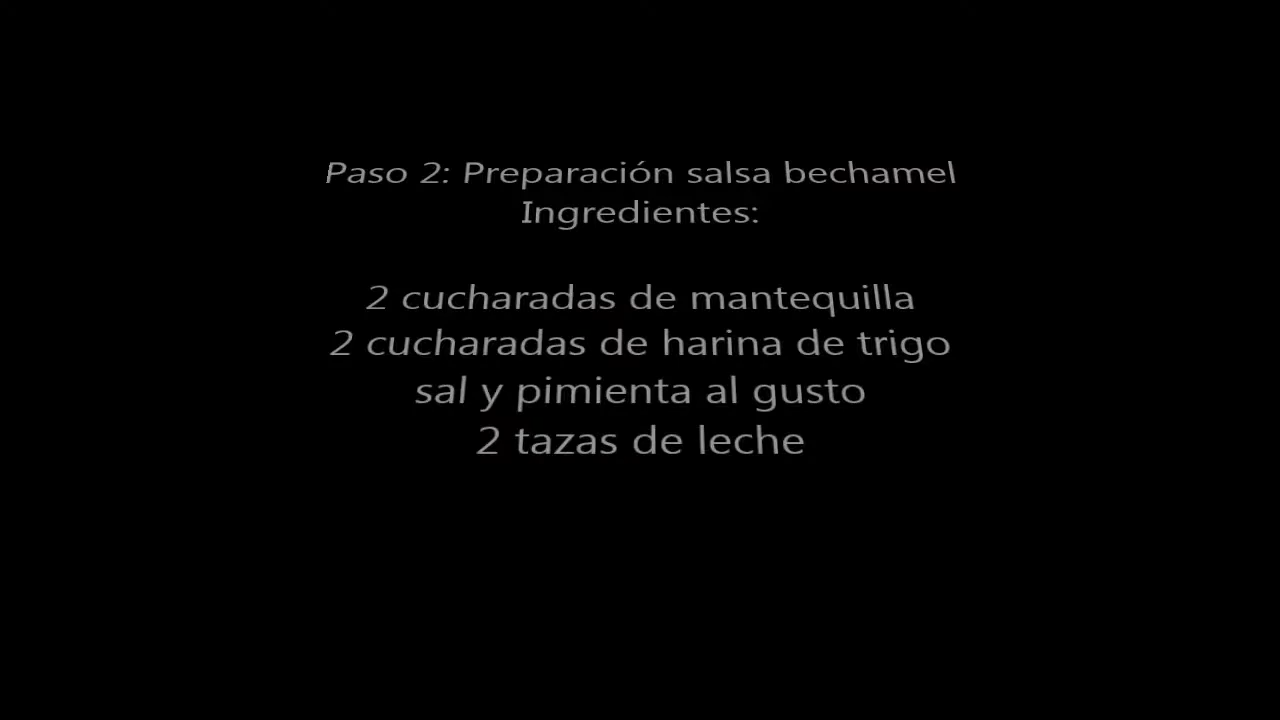 Paso 2: Preparación salsa bechamel
Ingredientes:
2 cucharadas de mantequilla
2 cucharadas de harina de trigo
sal y pimienta al gusto
2 tazas de leche